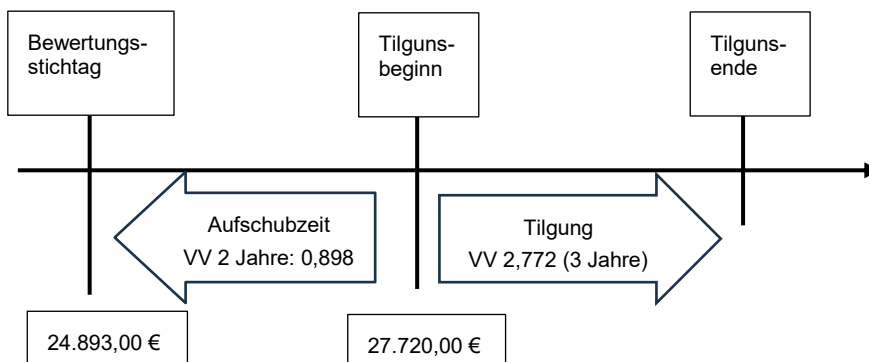 Bewertungs-
stichtag
Tilguns-
beginn
Tilguns-
ende
Aufschubzeit
VV 2 Jahre: 0,898
Tilgung
VV 2,772 (3 Jahre)
24.893,00 €
27.720,00 €